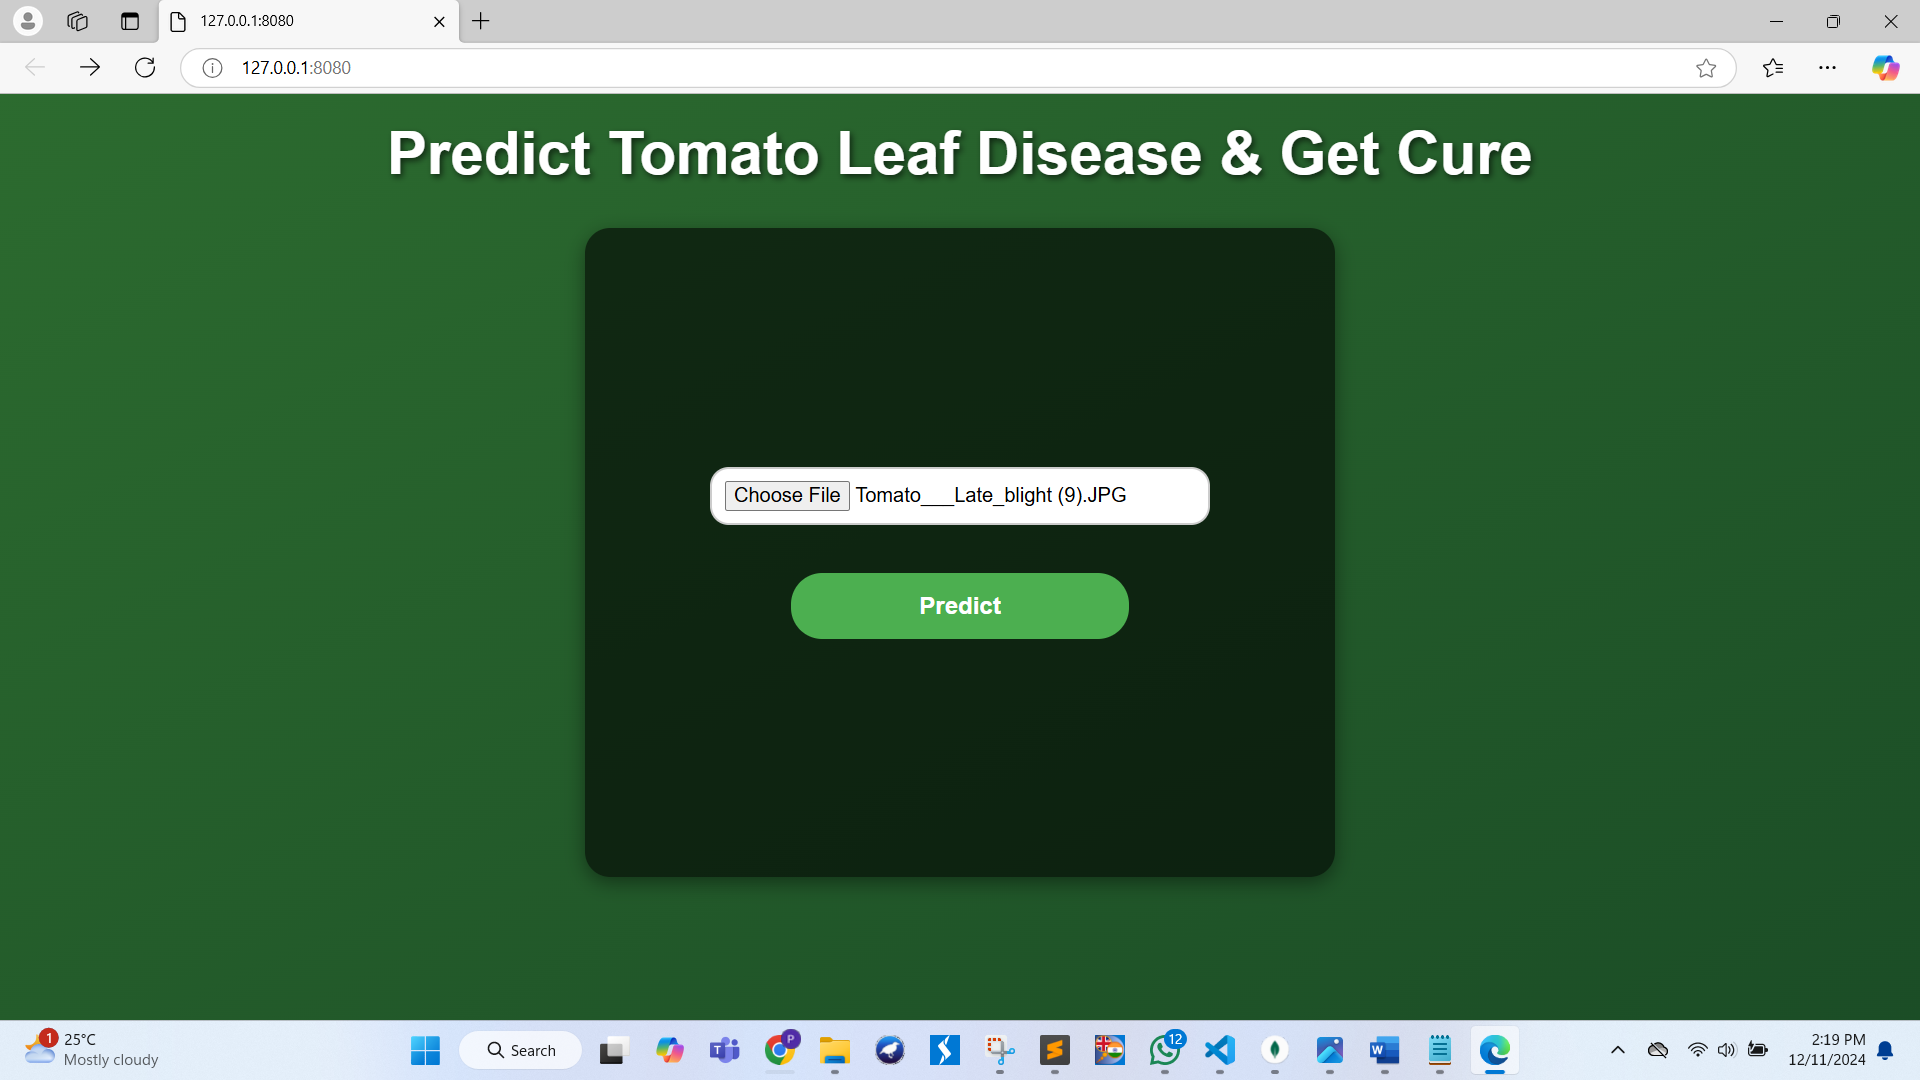 127.0.0.1:8080
127.0.0.1:8080
Predict Tomato Leaf Disease & Get Cure
Choose File Tomato___Late_blight (9).JPG
Predict
1
25°C
Mostly cloudy
Search
P
12
2:19 PM
12/11/2024